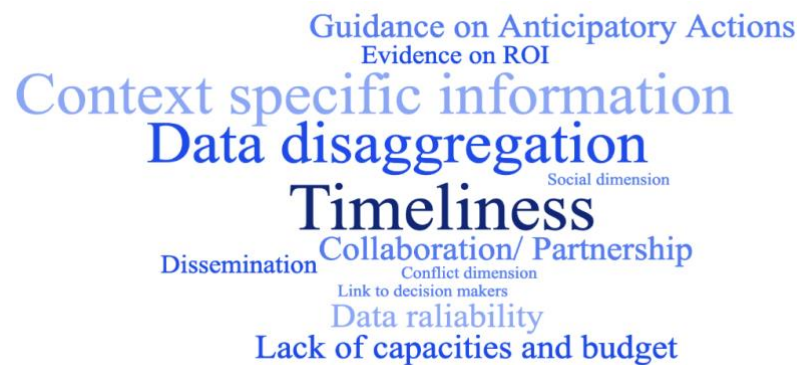 Guidance on Anticipatory Actions
Evidence on ROI
Context specific information
Data disaggregation
Social dimension
Timeliness
Collaboration/ Partnership
Dissemination
Conflict dimension
Link to decision makers
Data raliability
Lack of capacities and budget